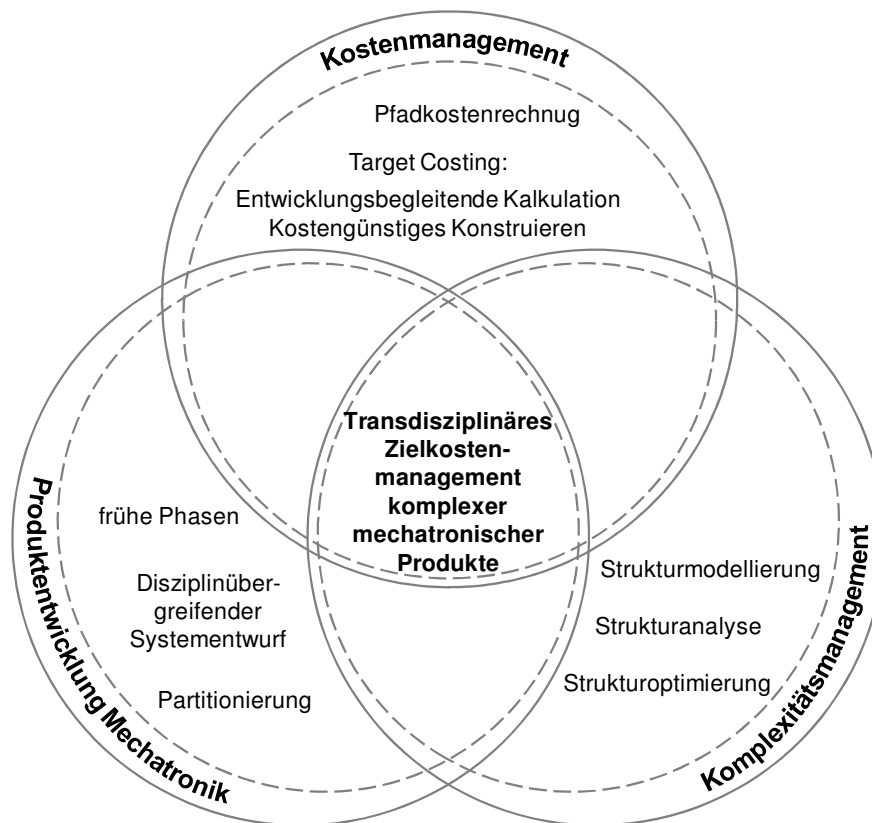 Kostenmanagement
Pfadkostenrechnug
Target Costing:
Entwicklungsbegleitende Kalkulation
Kostengünstiges Konstruieren
Transdisziplinäres
Zielkosten-
management
komplexer
mechatronischer
Produkte
Produktentwicklung Mechatronik
frühe Phasen
Disziplinüber-
greifender
Systementwurf
Partitionierung
Strukturmodellierung
Strukturanalyse
Strukturoptimierung
Komplexitätsmanagement